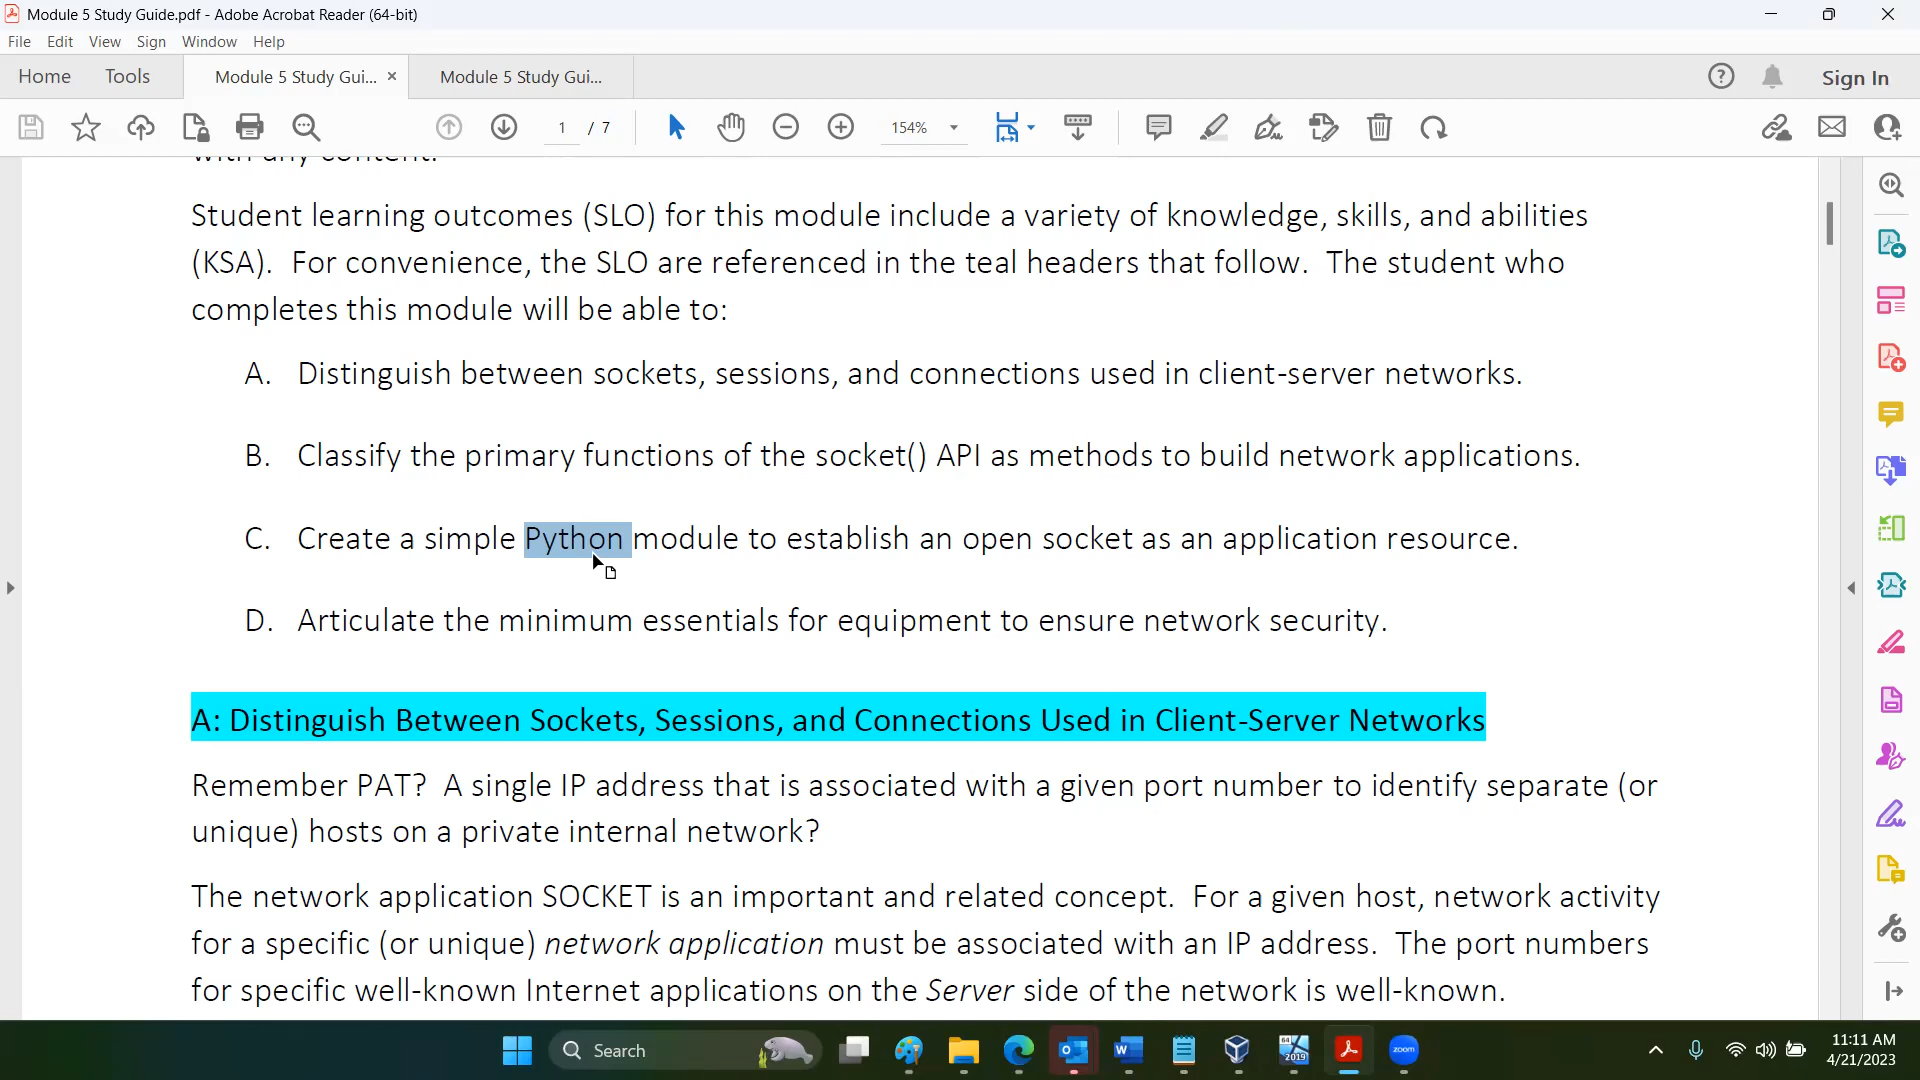 Module 5 Study Guide.pdf - Adobe Acrobat Reader (64-bit)
File Edit View Sign Window Help
Home Tools Module 5 Study Gui... × Module 5 Study Gui... Sign In
1 / 7 154%
with any content.
Student learning outcomes (SLO) for this module include a variety of knowledge, skills, and abilities
(KSA). For convenience, the SLO are referenced in the teal headers that follow. The student who
completes this module will be able to:
A. Distinguish between sockets, sessions, and connections used in client-server networks.
B. Classify the primary functions of the socket() API as methods to build network applications.
C. Create a simple Python module to establish an open socket as an application resource.
D. Articulate the minimum essentials for equipment to ensure network security.
A: Distinguish Between Sockets, Sessions, and Connections Used in Client-Server Networks
Remember PAT? A single IP address that is associated with a given port number to identify separate (or
unique) hosts on a private internal network?
The network application SOCKET is an important and related concept. For a given host, network activity
for a specific (or unique) network application must be associated with an IP address. The port numbers
for specific well-known Internet applications on the Server side of the network is well-known.
Search 64 2019 zoom 11:11 AM
4/21/2023